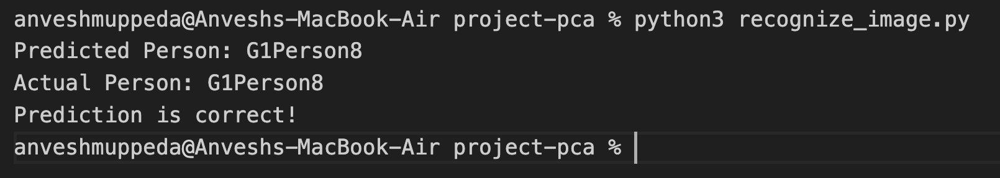 anveshmuppeda@Anveshs-MacBook-Air project-pca % python3 recognize_image.py
Predicted Person: G1Person8
Actual Person: G1Person8
Prediction is correct!
anveshmuppeda@Anveshs-MacBook-Air project-pca %